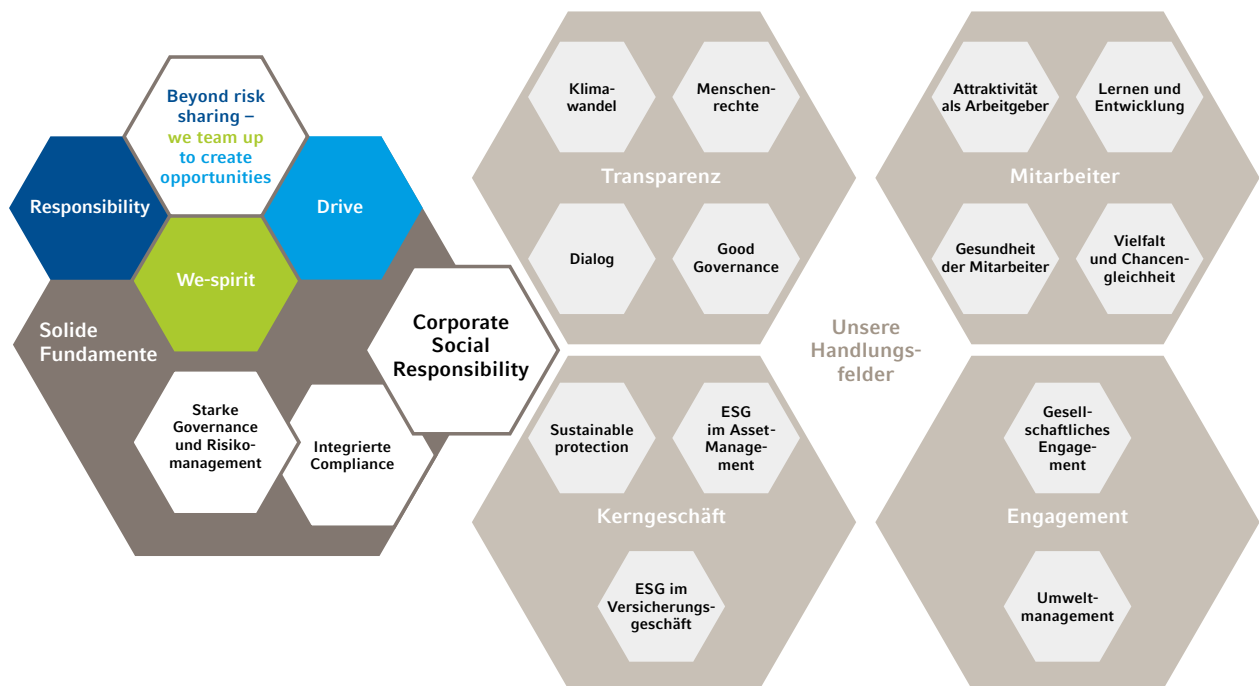 Beyond risk
sharing –
we team up
to create
opportunities
Responsibility
Drive
We-spirit
Solide
Fundamente
Corporate
Social
Responsibility
Starke
Governance
und Risiko-
management
Integrierte
Compliance
Klima-
wandel
Menschen-
rechte
Transparenz
Dialog
Good
Governance
Attraktivität
als Arbeitgeber
Lernen und
Entwicklung
Mitarbeiter
Gesundheit
der Mitarbeiter
Vielfalt
und Chancen-
gleichheit
Unsere
Handlungs-
felder
Sustainable
protection
ESG
im Asset-
Manage-
ment
Kerngeschäft
ESG im
Versicherungs-
geschäft
Gesell-
schaftliches
Engage-
ment
Engagement
Umwelt-
management